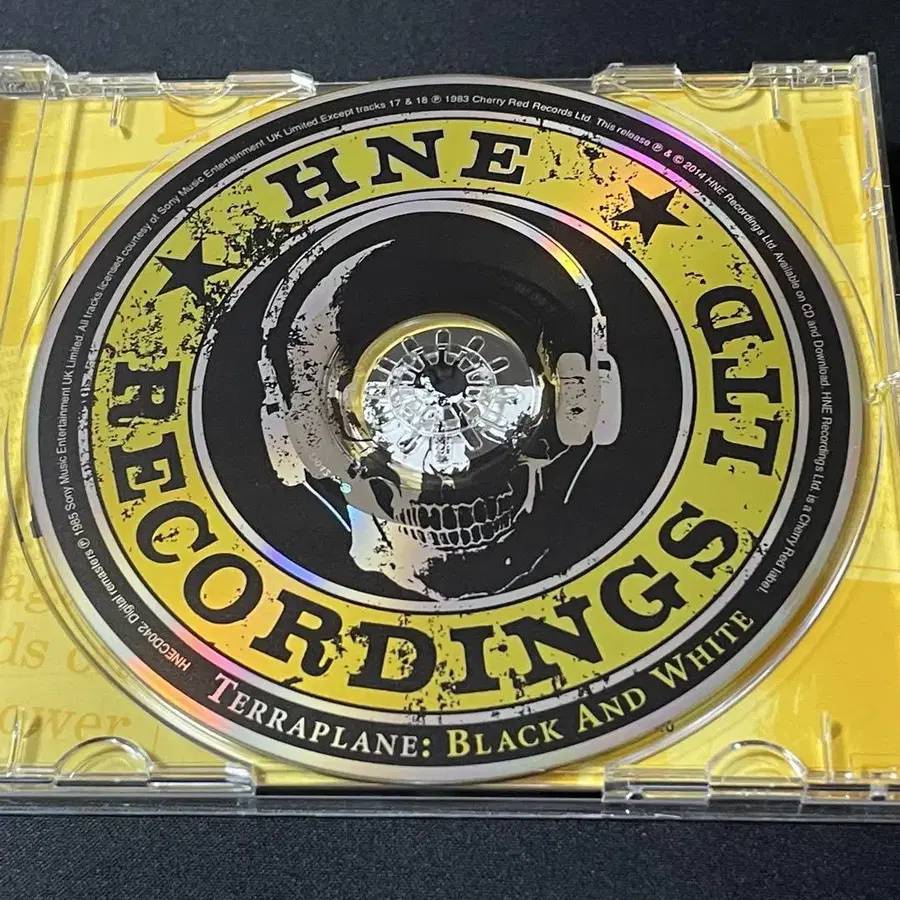 HNE
RECORDINGS LTD
TERRAPLANE: BLACK AND WHITE
HNECD042. Digital remasters ℗ 1985 Sony Music Entertainment UK Limited. All tracks licensed courtesy of Sony Music Entertainment UK Limited. Except tracks 17 & 18 ℗ 1983 Cherry Red Records Ltd. This release ℗ & © 2014 HNE Recordings Ltd. Available on CD and Download. HNE Recordings Ltd. is a Cherry Red label.
ds o
ower